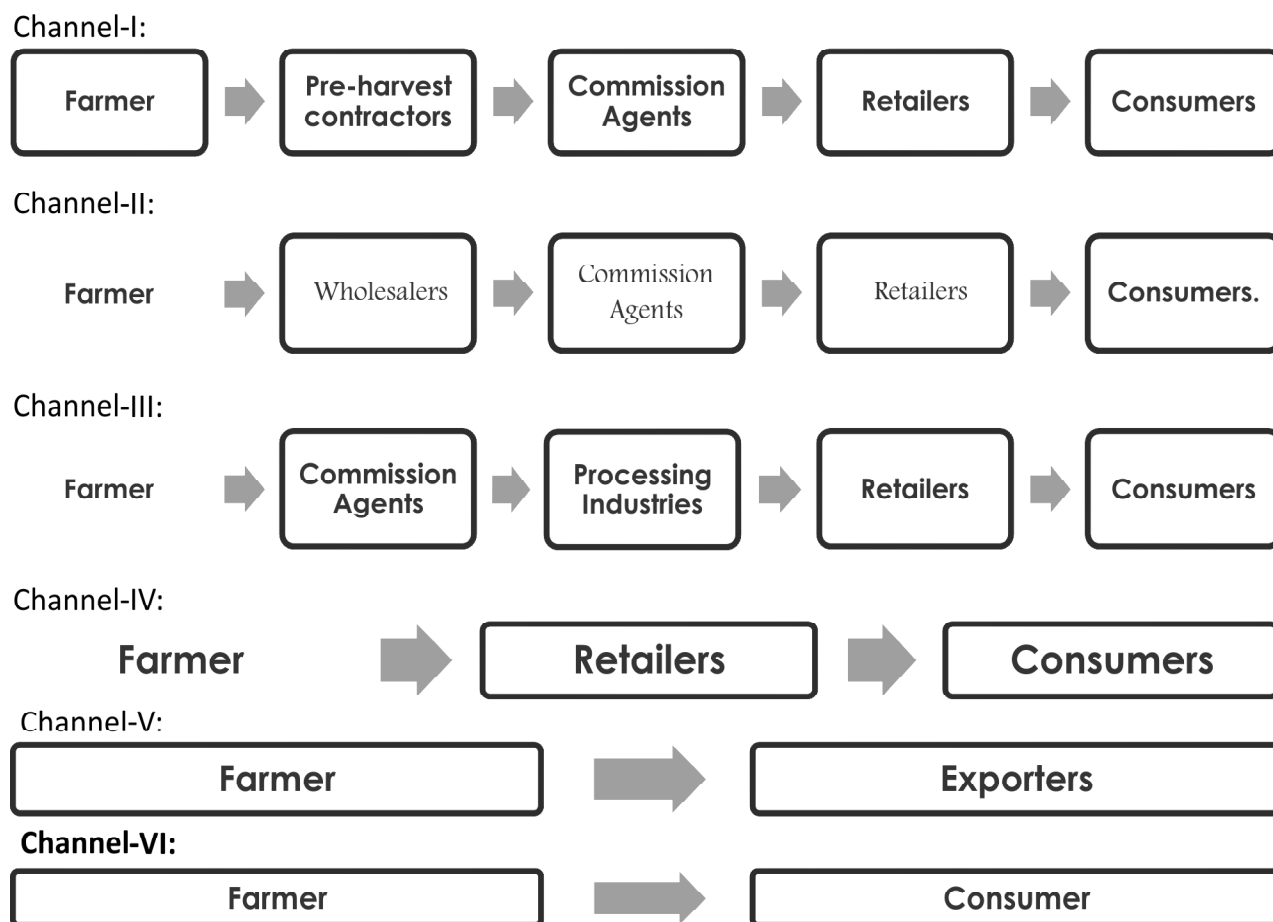 Channel-I:
Farmer
Pre-harvest
contractors
Commission
Agents
Retailers
Consumers
Channel-II:
Farmer
Wholesalers
Commission
Agents
Retailers
Consumers.
Channel-III:
Farmer
Commission
Agents
Processing
Industries
Retailers
Consumers
Channel-IV:
Farmer
Retailers
Consumers
Channel-V:
Farmer
Exporters
Channel-VI:
Farmer
Consumer